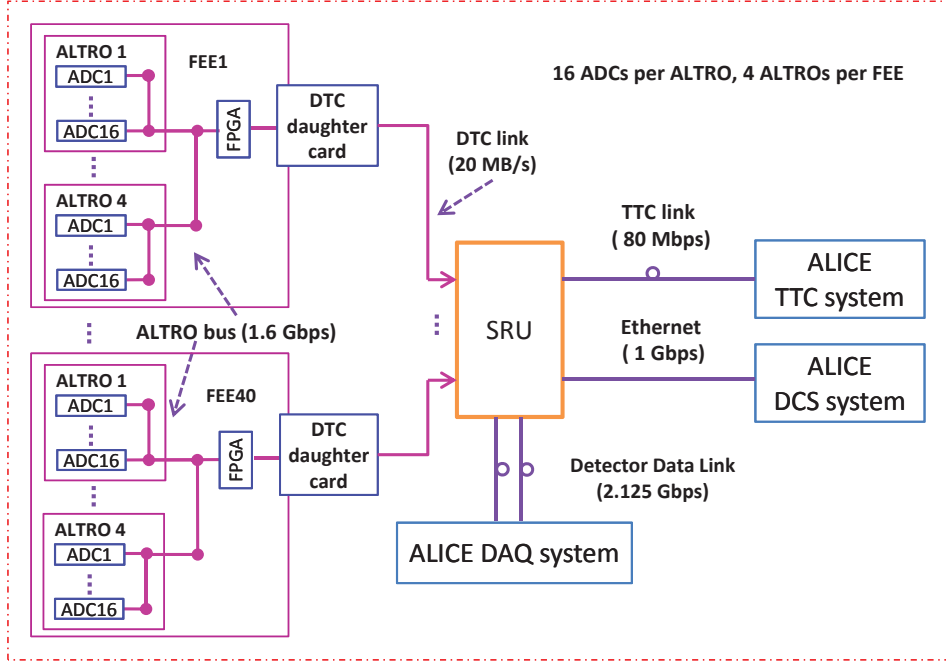 ALTRO 1
FEE1
ADC1
ADC16
FPGA
DTC
daughter
card
16 ADCs per ALTRO, 4 ALTROs per FEE
DTC link
(20 MB/s)
ALTRO 4
ADC1
ADC16
TTC link
( 80 Mbps)
ALICE
TTC system
SRU
ALTRO bus (1.6 Gbps)
Ethernet
( 1 Gbps)
ALICE
DCS system
ALTRO 1
FEE40
ADC1
ADC16
FPGA
DTC
daughter
card
Detector Data Link
(2.125 Gbps)
ALTRO 4
ADC1
ADC16
ALICE DAQ system